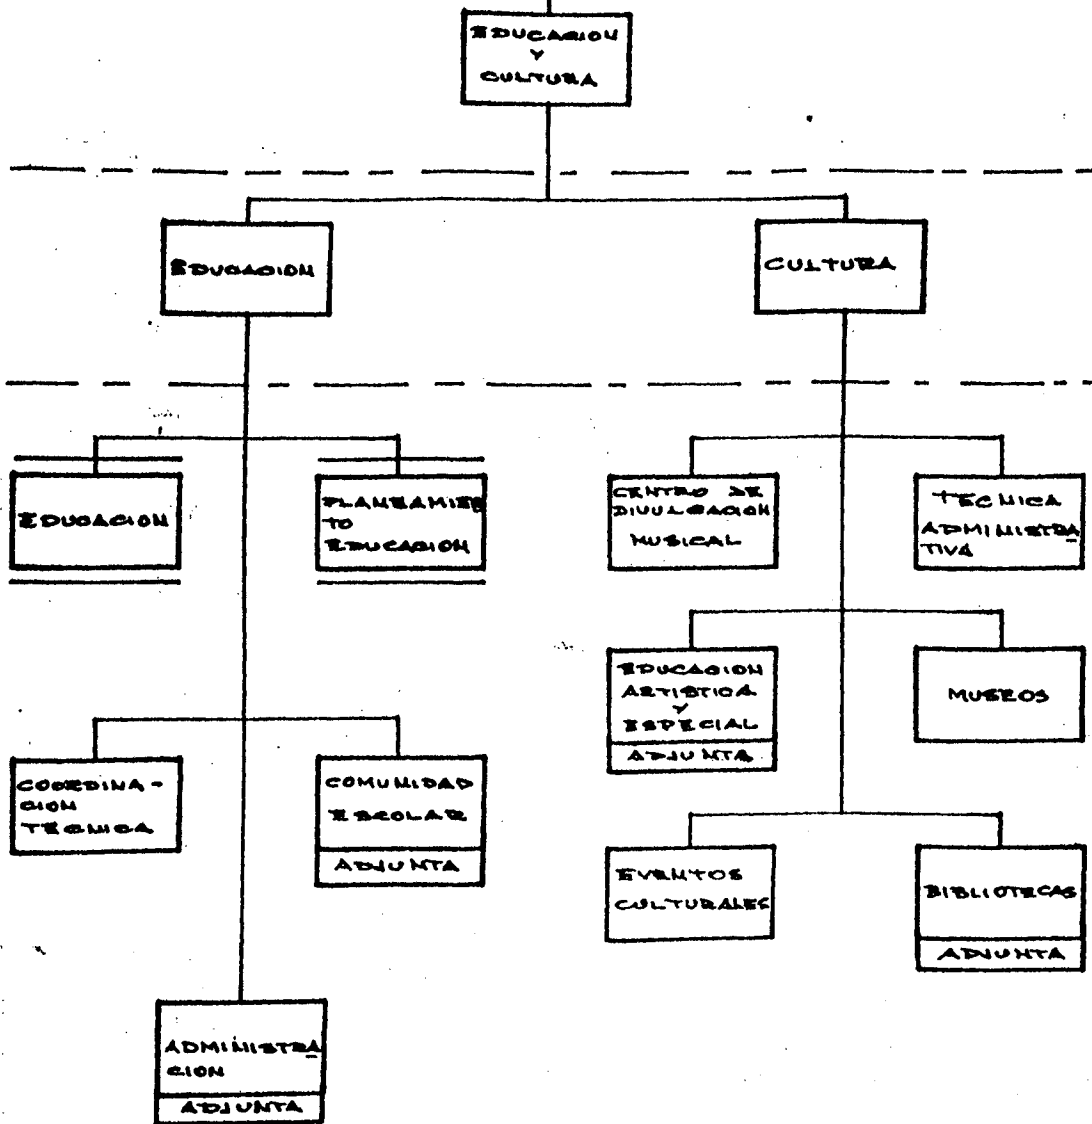 EDUCACION
Y
CULTURA
EDUCACION
CULTURA
EDUCACION
PLANEAMIEN
TO
EDUCACION
CENTRO DE
DIVULGACION
MUSICAL
TECNICA
ADMINISTRA
TIVA
EDUCACION
ARTISTICA
Y
ESPECIAL
ADJUNTA
MUSEOS
COORDINA-
CION
TECNICA
COMUNIDAD
ESCOLAR
ADJUNTA
EVENTOS
CULTURALES
BIBLIOTECAS
ADJUNTA
ADMINISTRA
CION
ADJUNTA